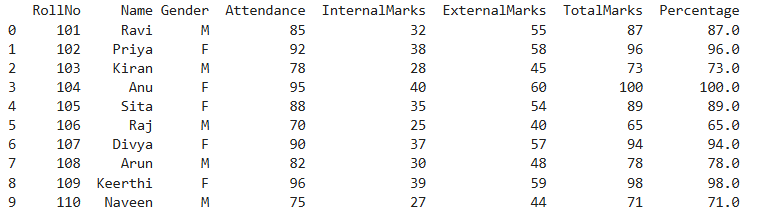 RollNo Name Gender Attendance InternalMarks ExternalMarks TotalMarks Percentage
0 101 Ravi M 85 32 55 87 87.0
1 102 Priya F 92 38 58 96 96.0
2 103 Kiran M 78 28 45 73 73.0
3 104 Anu F 95 40 60 100 100.0
4 105 Sita F 88 35 54 89 89.0
5 106 Raj M 70 25 40 65 65.0
6 107 Divya F 90 37 57 94 94.0
7 108 Arun M 82 30 48 78 78.0
8 109 Keerthi F 96 39 59 98 98.0
9 110 Naveen M 75 27 44 71 71.0